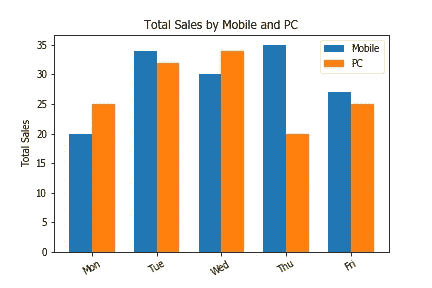 Total Sales by Mobile and PC
Mobile
PC
Total Sales
35
30
25
20
15
10
5
0
Mon
Tue
Wed
Thu
Fri